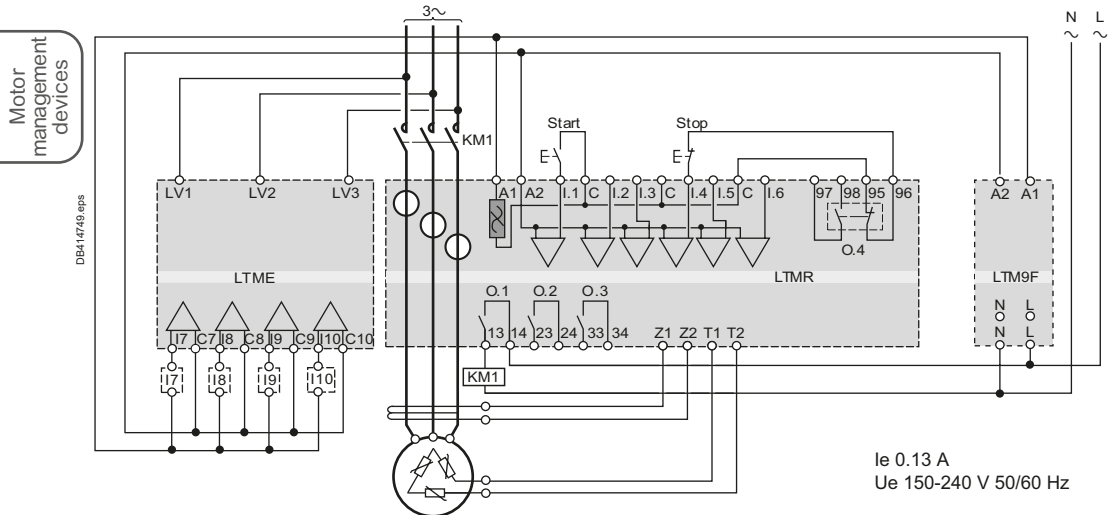 3~
N L
~ ~
Motor
management
devices
DB414749.eps
Start
Stop
KM1
LV1 LV2 LV3
A1 A2 I.1 C I.2 I.3 C I.4 I.5 C I.6 97 98 95 96
A2 A1
O.4
LTME
LTMR
LTM9F
O.1 O.2 O.3
N L
N L
I7 C7 I8 C8 I9 C9 I10 C10
13 14 23 24 33 34 Z1 Z2 T1 T2
I7 I8 I9 I10
KM1
Ie 0.13 A
Ue 150-240 V 50/60 Hz